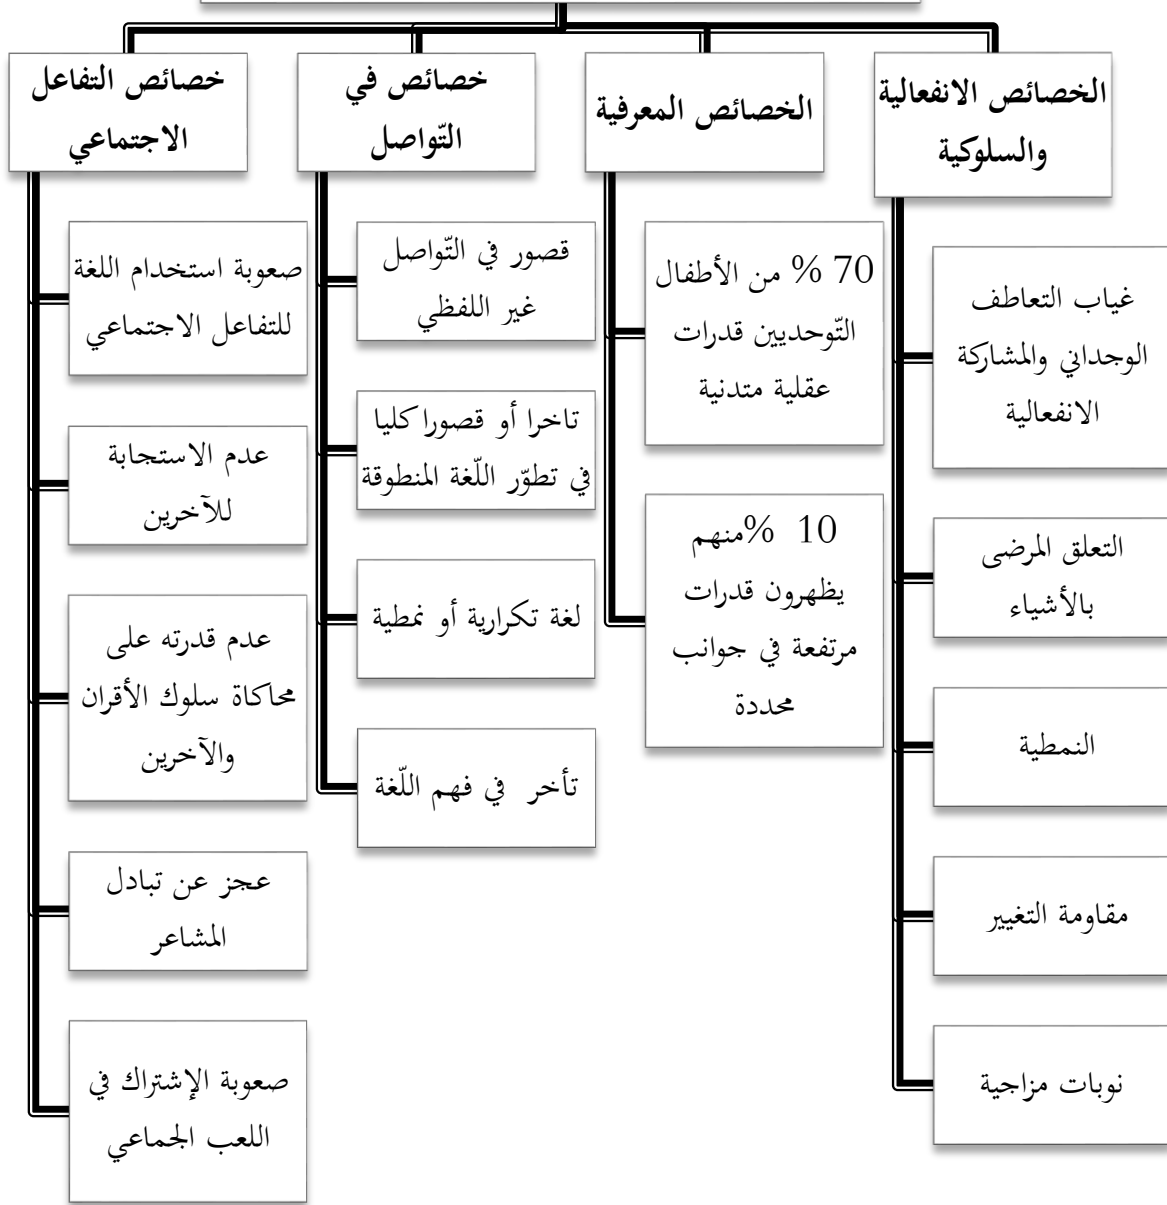 الخصائص الانفعالية
والسلوكية
غياب التعاطف
الوجداني والمشاركة
الانفعالية
التعلق المرضى
بالأشياء
النمطية
مقاومة التغيير
نوبات مزاجية
الخصائص المعرفية
70 % من الأطفال
التّوحديين قدرات
عقلية متدنية
10 %منهم
يظهرون قدرات
مرتفعة في جوانب
محددة
خصائص في
التّواصل
قصور في التّواصل
غير اللفظي
تاخرا أو قصورا كليا
في تطوّر اللّغة المنطوقة
لغة تكرارية أو نمطية
تأخر في فهم اللّغة
خصائص التفاعل
الاجتماعي
صعوبة استخدام اللغة
للتفاعل الاجتماعي
عدم الاستجابة
للآخرين
عدم قدرته على
محاكاة سلوك الأقران
والآخرين
عجز عن تبادل
المشاعر
صعوبة الإشتراك في
اللعب الجماعي